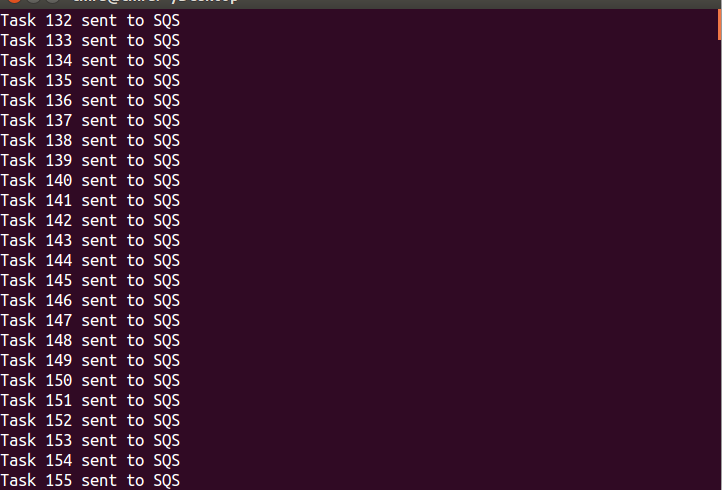 Task 132 sent to SQS
Task 133 sent to SQS
Task 134 sent to SQS
Task 135 sent to SQS
Task 136 sent to SQS
Task 137 sent to SQS
Task 138 sent to SQS
Task 139 sent to SQS
Task 140 sent to SQS
Task 141 sent to SQS
Task 142 sent to SQS
Task 143 sent to SQS
Task 144 sent to SQS
Task 145 sent to SQS
Task 146 sent to SQS
Task 147 sent to SQS
Task 148 sent to SQS
Task 149 sent to SQS
Task 150 sent to SQS
Task 151 sent to SQS
Task 152 sent to SQS
Task 153 sent to SQS
Task 154 sent to SQS
Task 155 sent to SQS